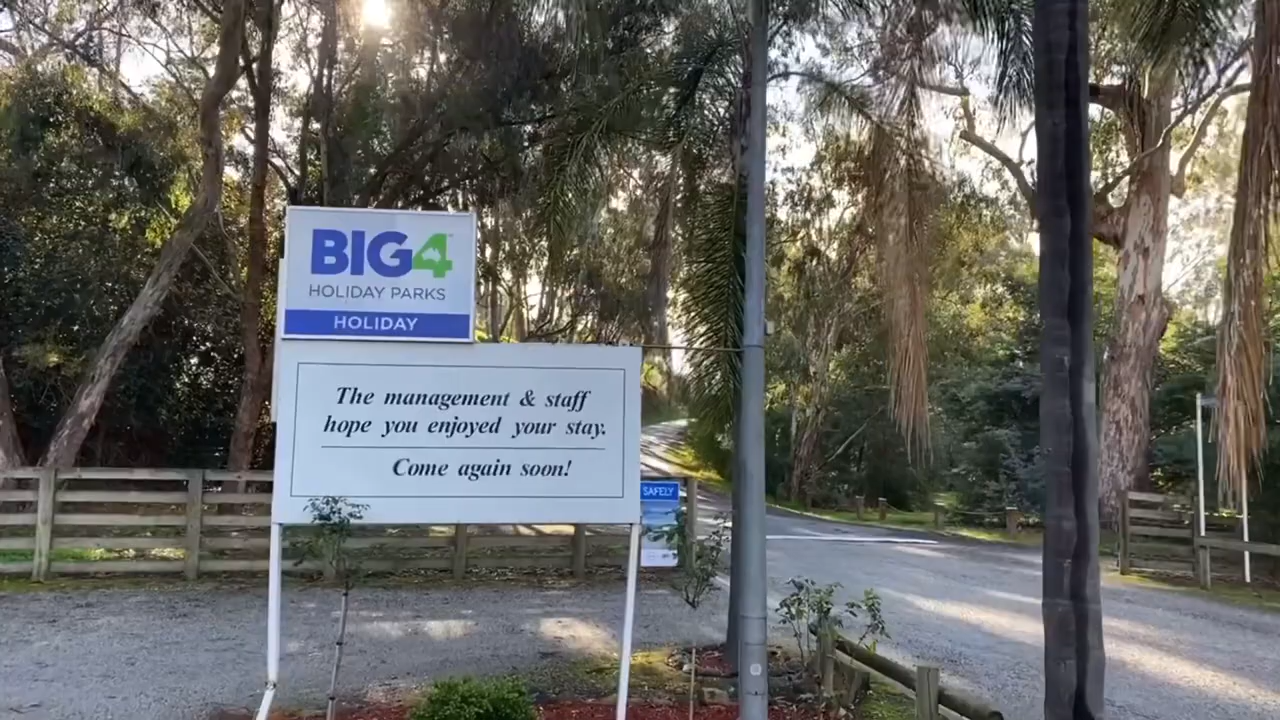 BIG4
HOLIDAY PARKS
HOLIDAY
The management & staff
hope you enjoyed your stay.
Come again soon!
SAFELY